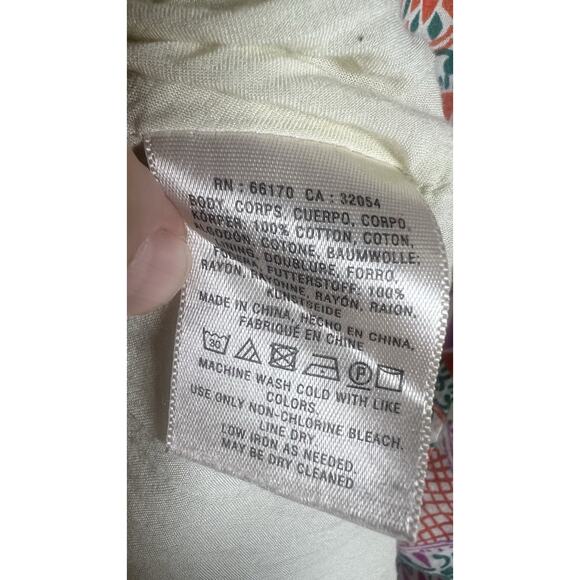 RN : 66170 CA : 32054
BODY, CORPS, CUERPO, CORPO,
KÖRPER: 100% COTTON, COTON,
ALGODÓN, COTONE, BAUMWOLLE;
LINING, DOUBLURE, FORRO,
FODERA, FUTTERSTOFF: 100%
RAYON, RAYONNE, RAYÓN, RAION,
KUNSTSEIDE
MADE IN CHINA, HECHO EN CHINA,
FABRIQUÉ EN CHINE
30 P
MACHINE WASH COLD WITH LIKE
COLORS.
USE ONLY NON-CHLORINE BLEACH.
LINE DRY
LOW IRON AS NEEDED.
MAY BE DRY CLEANED